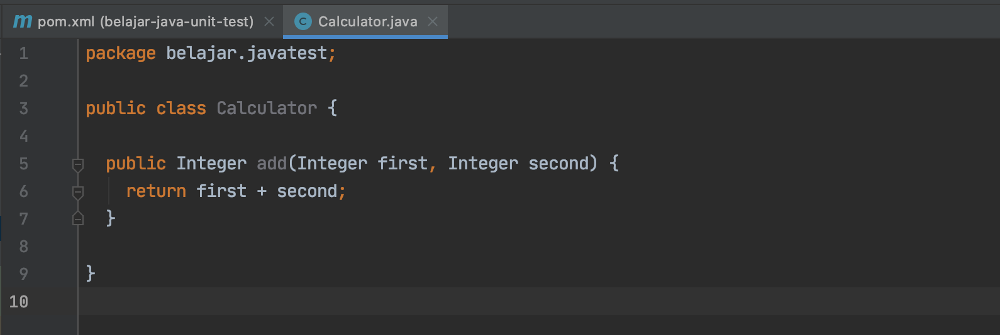 m pom.xml (belajar-java-unit-test) C Calculator.java
1 package belajar.javatest;
2
3 public class Calculator {
4
5 public Integer add(Integer first, Integer second) {
6 return first + second;
7 }
8
9 }
10